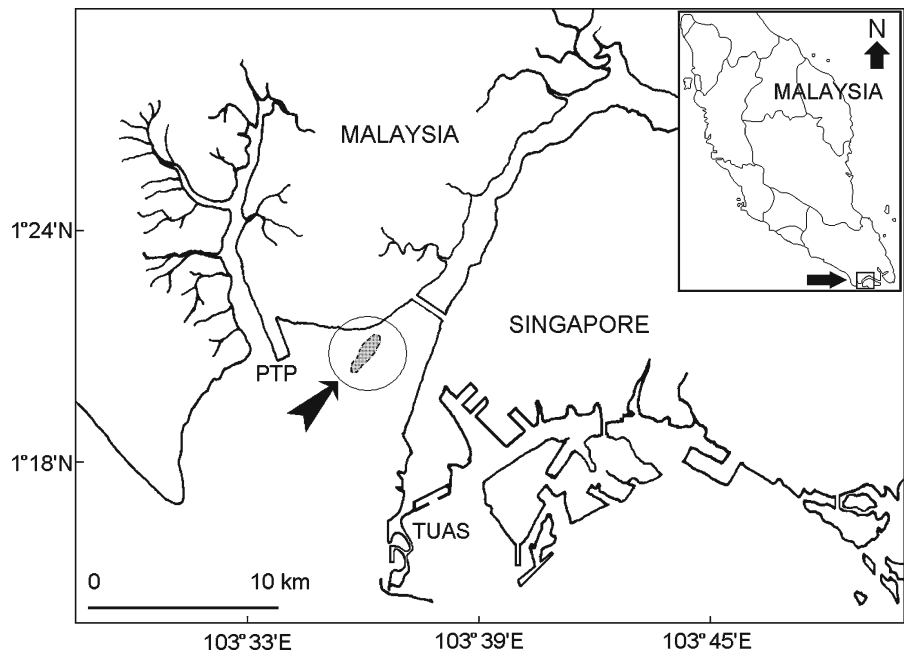 N
MALAYSIA
MALAYSIA
1°24'N
SINGAPORE
PTP
1°18'N
TUAS
0 10 km
103°33'E 103°39'E 103°45'E